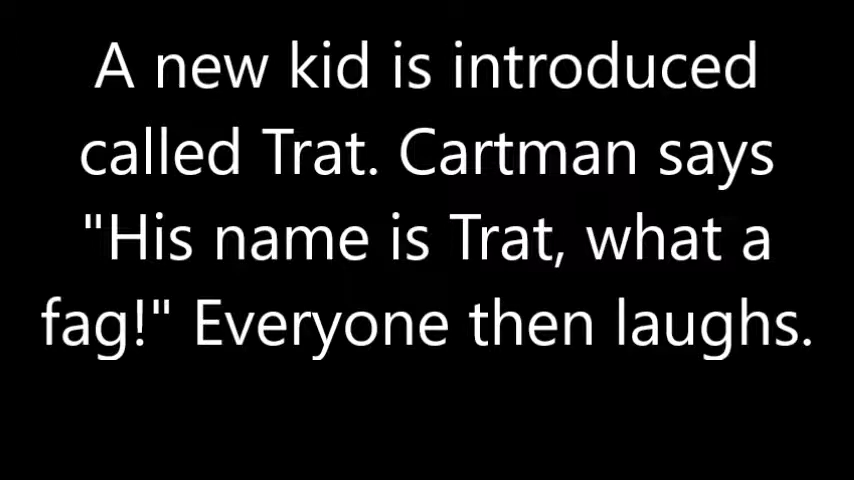 A new kid is introduced
called Trat. Cartman says
"His name is Trat, what a
fag!" Everyone then laughs.